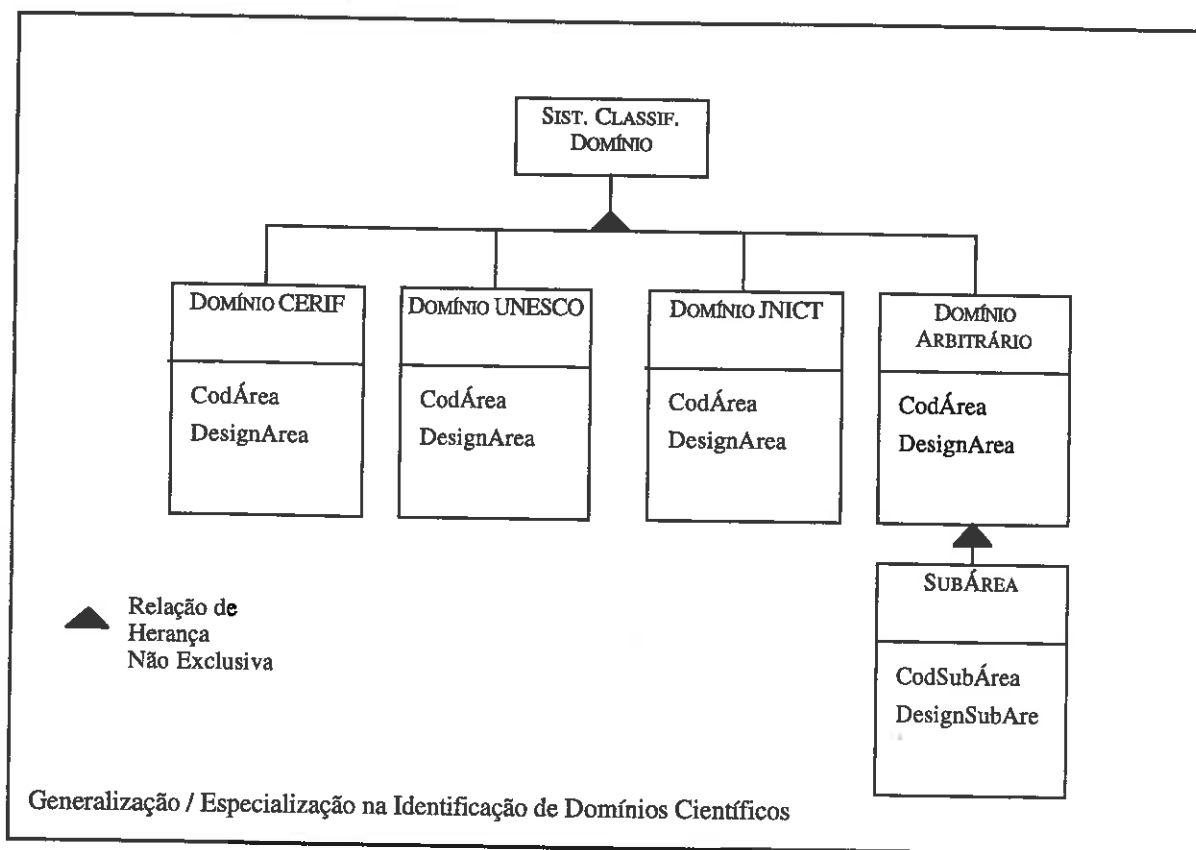 SIST. CLASSIF.
DOMÍNIO
DOMÍNIO CERIF
CodÁrea
DesignArea
DOMÍNIO UNESCO
CodÁrea
DesignArea
DOMÍNIO JNICT
CodÁrea
DesignArea
DOMÍNIO
ARBITRÁRIO
CodÁrea
DesignArea
SUBÁREA
CodSubÁrea
DesignSubAre
Relação de
Herança
Não Exclusiva
Generalização / Especialização na Identificação de Domínios Científicos